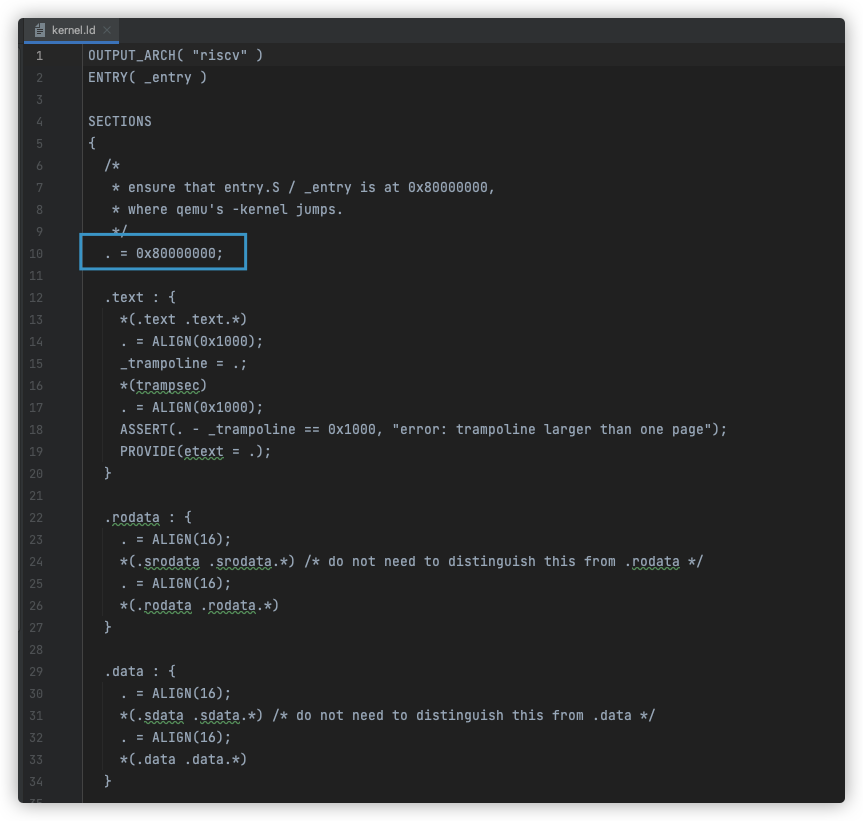 kernel.ld
1 OUTPUT_ARCH( "riscv" )
2 ENTRY( _entry )
3
4 SECTIONS
5 {
6   /*
7    * ensure that entry.S / _entry is at 0x80000000,
8    * where qemu's -kernel jumps.
9    */
10   . = 0x80000000;
11
12   .text : {
13     *(.text .text.*)
14     . = ALIGN(0x1000);
15     _trampoline = .;
16     *(trampsec)
17     . = ALIGN(0x1000);
18     ASSERT(. - _trampoline == 0x1000, "error: trampoline larger than one page");
19     PROVIDE(etext = .);
20   }
21
22   .rodata : {
23     . = ALIGN(16);
24     *(.srodata .srodata.*) /* do not need to distinguish this from .rodata */
25     . = ALIGN(16);
26     *(.rodata .rodata.*)
27   }
28
29   .data : {
30     . = ALIGN(16);
31     *(.sdata .sdata.*) /* do not need to distinguish this from .data */
32     . = ALIGN(16);
33     *(.data .data.*)
34   }
35